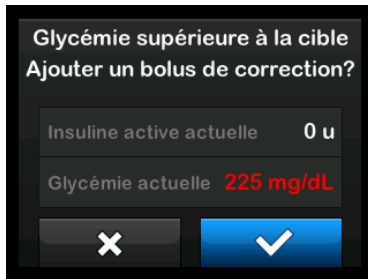 Glycémie supérieure à la cible
Ajouter un bolus de correction?
Insuline active actuelle 0 u
Glycémie actuelle 225 mg/dL